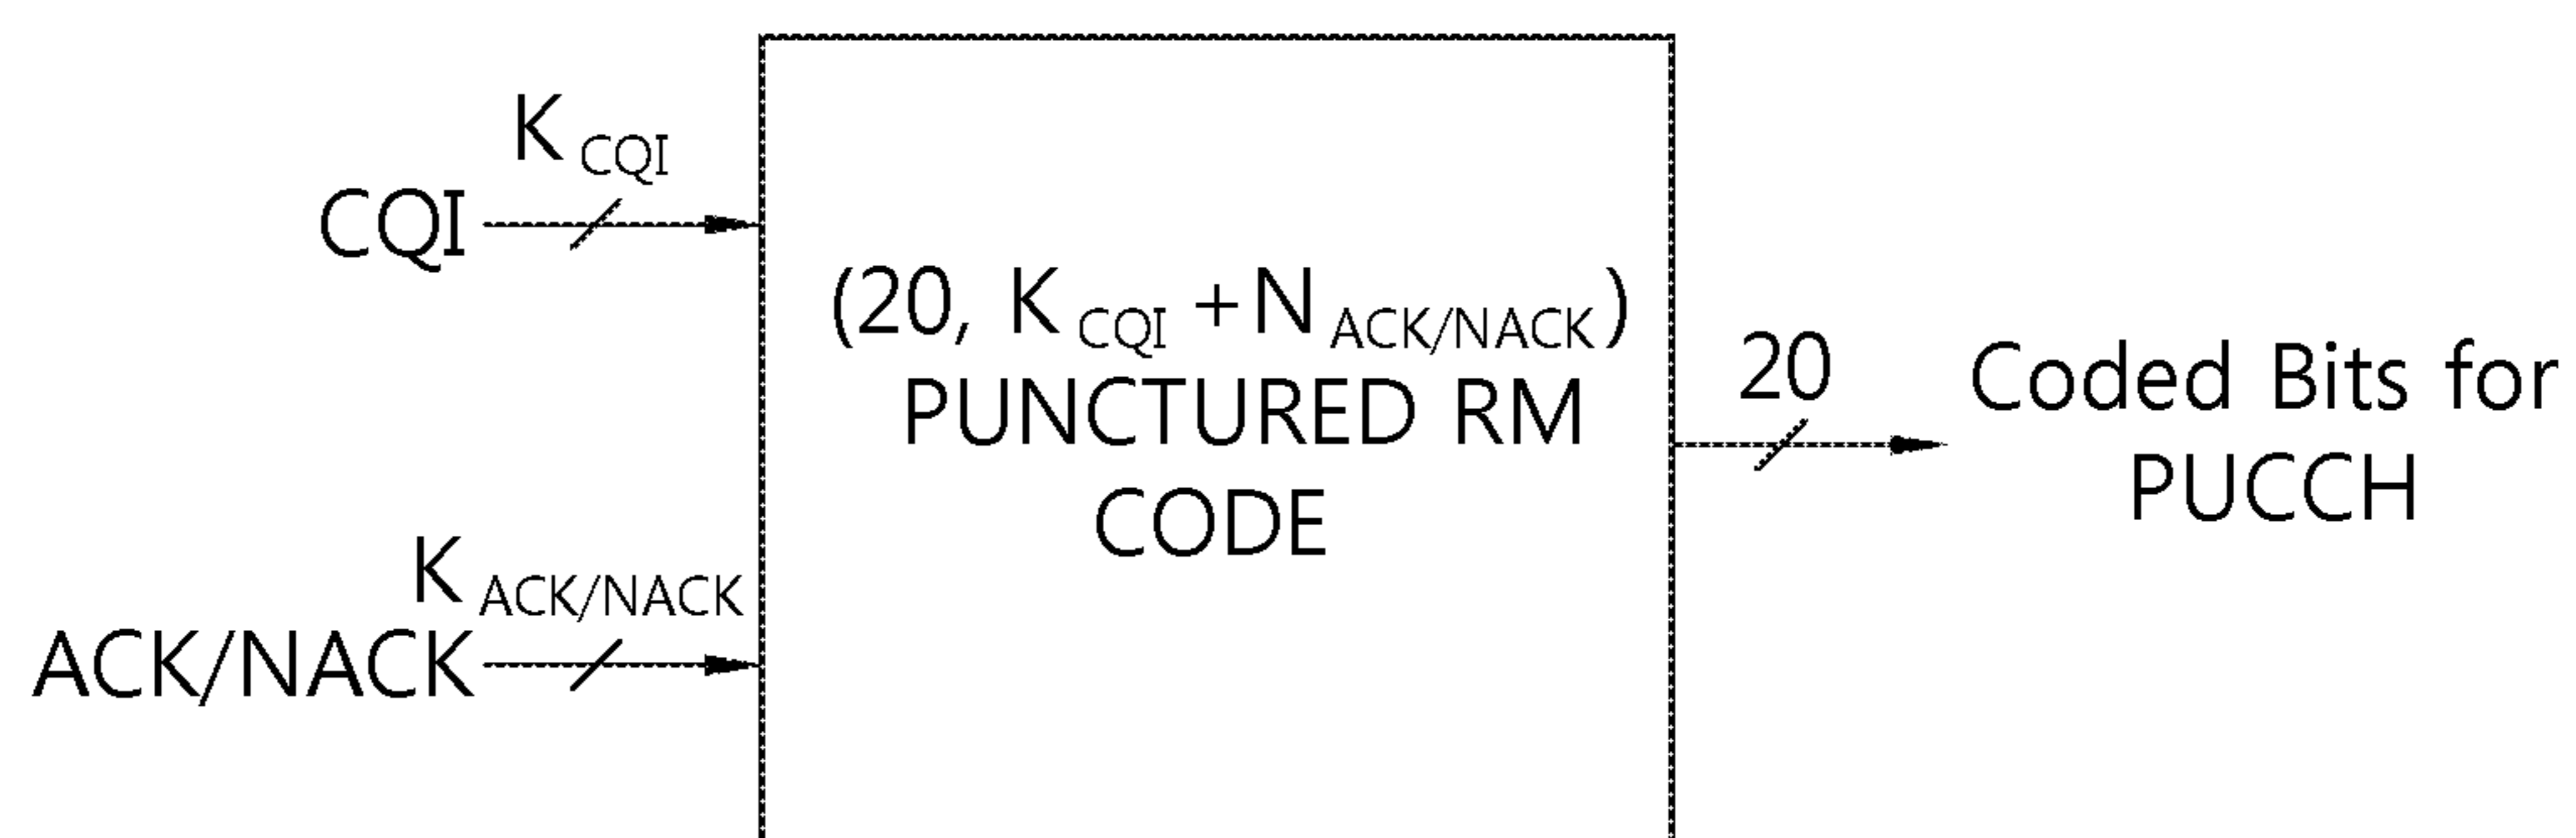 K CQI
CQI
(20, K CQI +N ACK/NACK)
PUNCTURED RM
CODE
20
Coded Bits for
PUCCH
K ACK/NACK
ACK/NACK